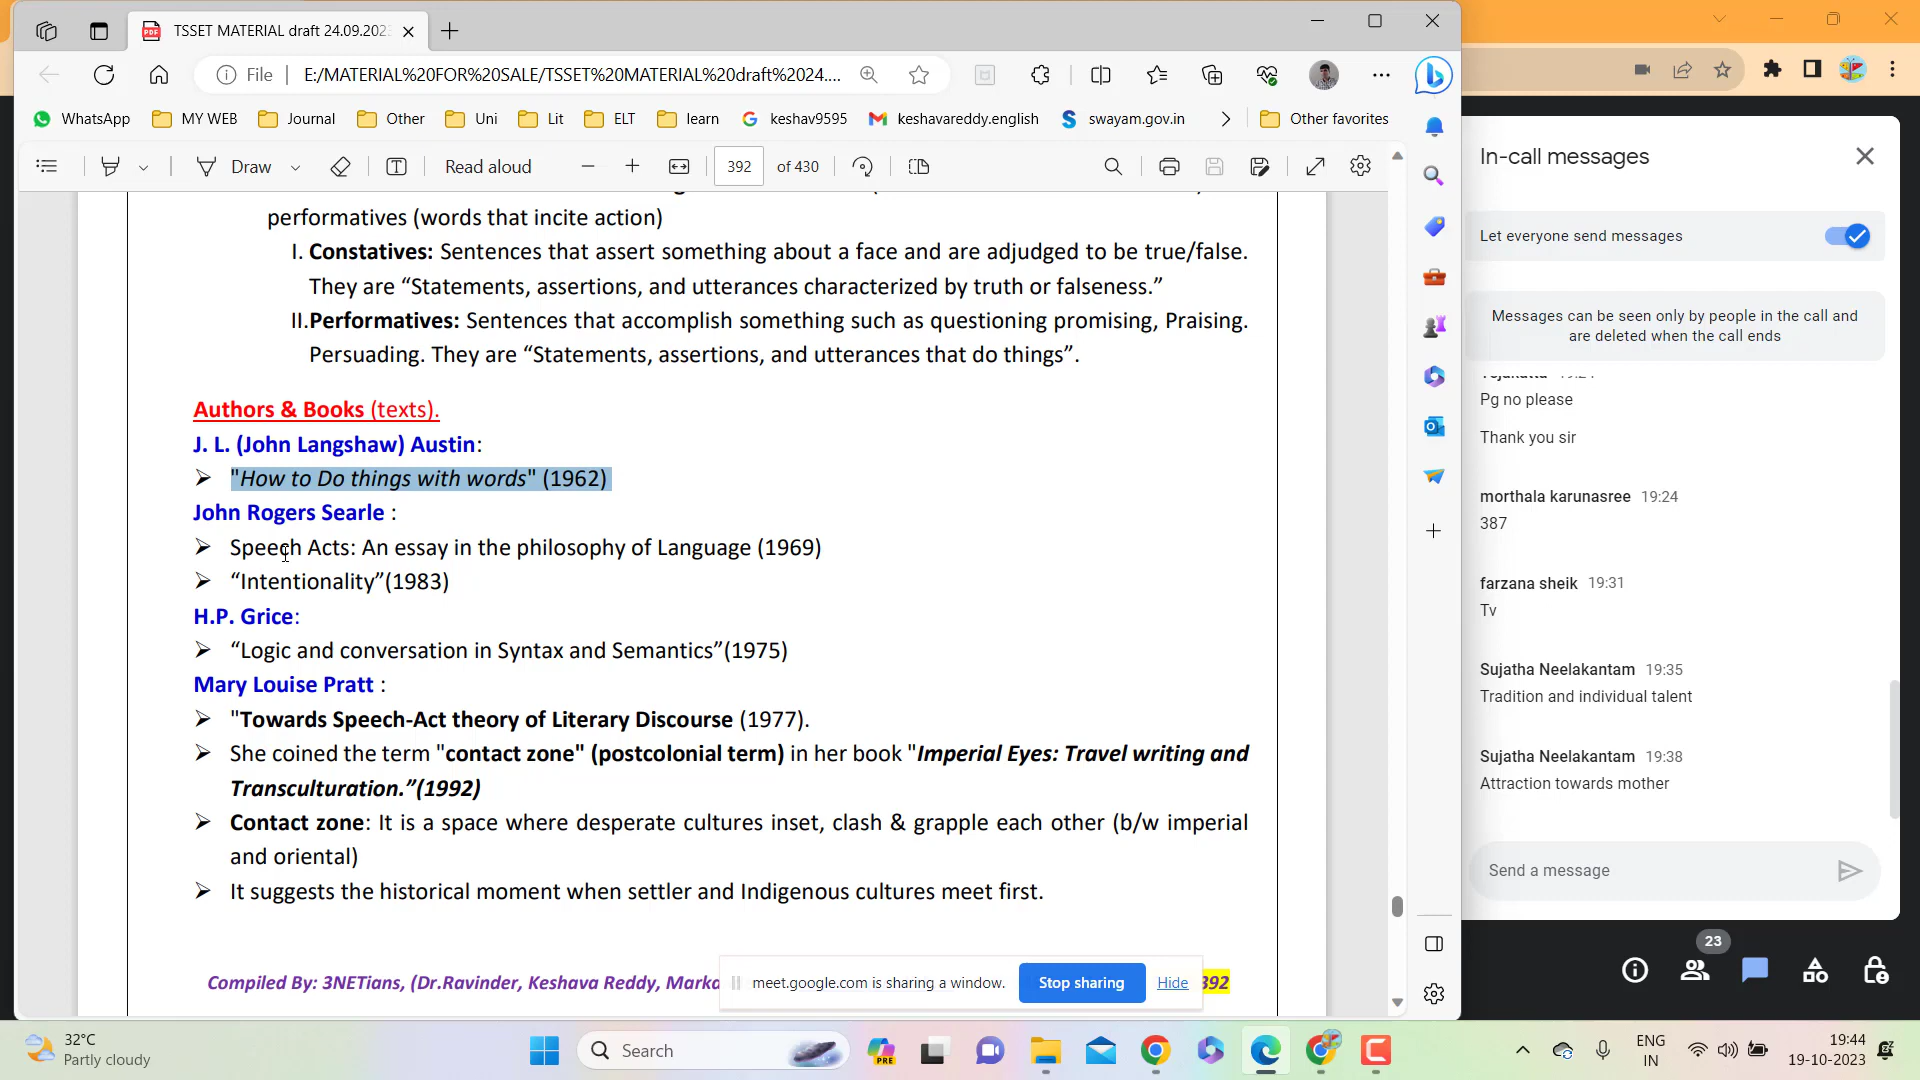 TSSET MATERIAL draft 24.09.202
File
E:/MATERIAL%20FOR%20SALE/TSSET%20MATERIAL%20draft%2024....
WhatsApp
MY WEB
Journal
Other
Uni
Lit
ELT
learn
keshav9595
keshavareddy.english
swayam.gov.in
Other favorites
Draw
Read aloud
392
of 430
performatives (words that incite action)
I. Constatives: Sentences that assert something about a face and are adjudged to be true/false.
They are “Statements, assertions, and utterances characterized by truth or falseness.”
II.Performatives: Sentences that accomplish something such as questioning promising, Praising.
Persuading. They are “Statements, assertions, and utterances that do things”.
Authors & Books (texts).
J. L. (John Langshaw) Austin:
"How to Do things with words" (1962)
John Rogers Searle :
Speech Acts: An essay in the philosophy of Language (1969)
“Intentionality”(1983)
H.P. Grice:
“Logic and conversation in Syntax and Semantics”(1975)
Mary Louise Pratt :
"Towards Speech-Act theory of Literary Discourse (1977).
She coined the term "contact zone" (postcolonial term) in her book "Imperial Eyes: Travel writing and
Transculturation.”(1992)
Contact zone: It is a space where desperate cultures inset, clash & grapple each other (b/w imperial
and oriental)
It suggests the historical moment when settler and Indigenous cultures meet first.
Compiled By: 3NETians, (Dr.Ravinder, Keshava Reddy, Marka
392
meet.google.com is sharing a window.
Stop sharing
Hide
In-call messages
Let everyone send messages
Messages can be seen only by people in the call and
are deleted when the call ends
Pg no please
Thank you sir
morthala karunasree 19:24
387
farzana sheik 19:31
Tv
Sujatha Neelakantam 19:35
Tradition and individual talent
Sujatha Neelakantam 19:38
Attraction towards mother
Send a message
23
32°C
Partly cloudy
Search
PRE
ENG
IN
19:44
19-10-2023